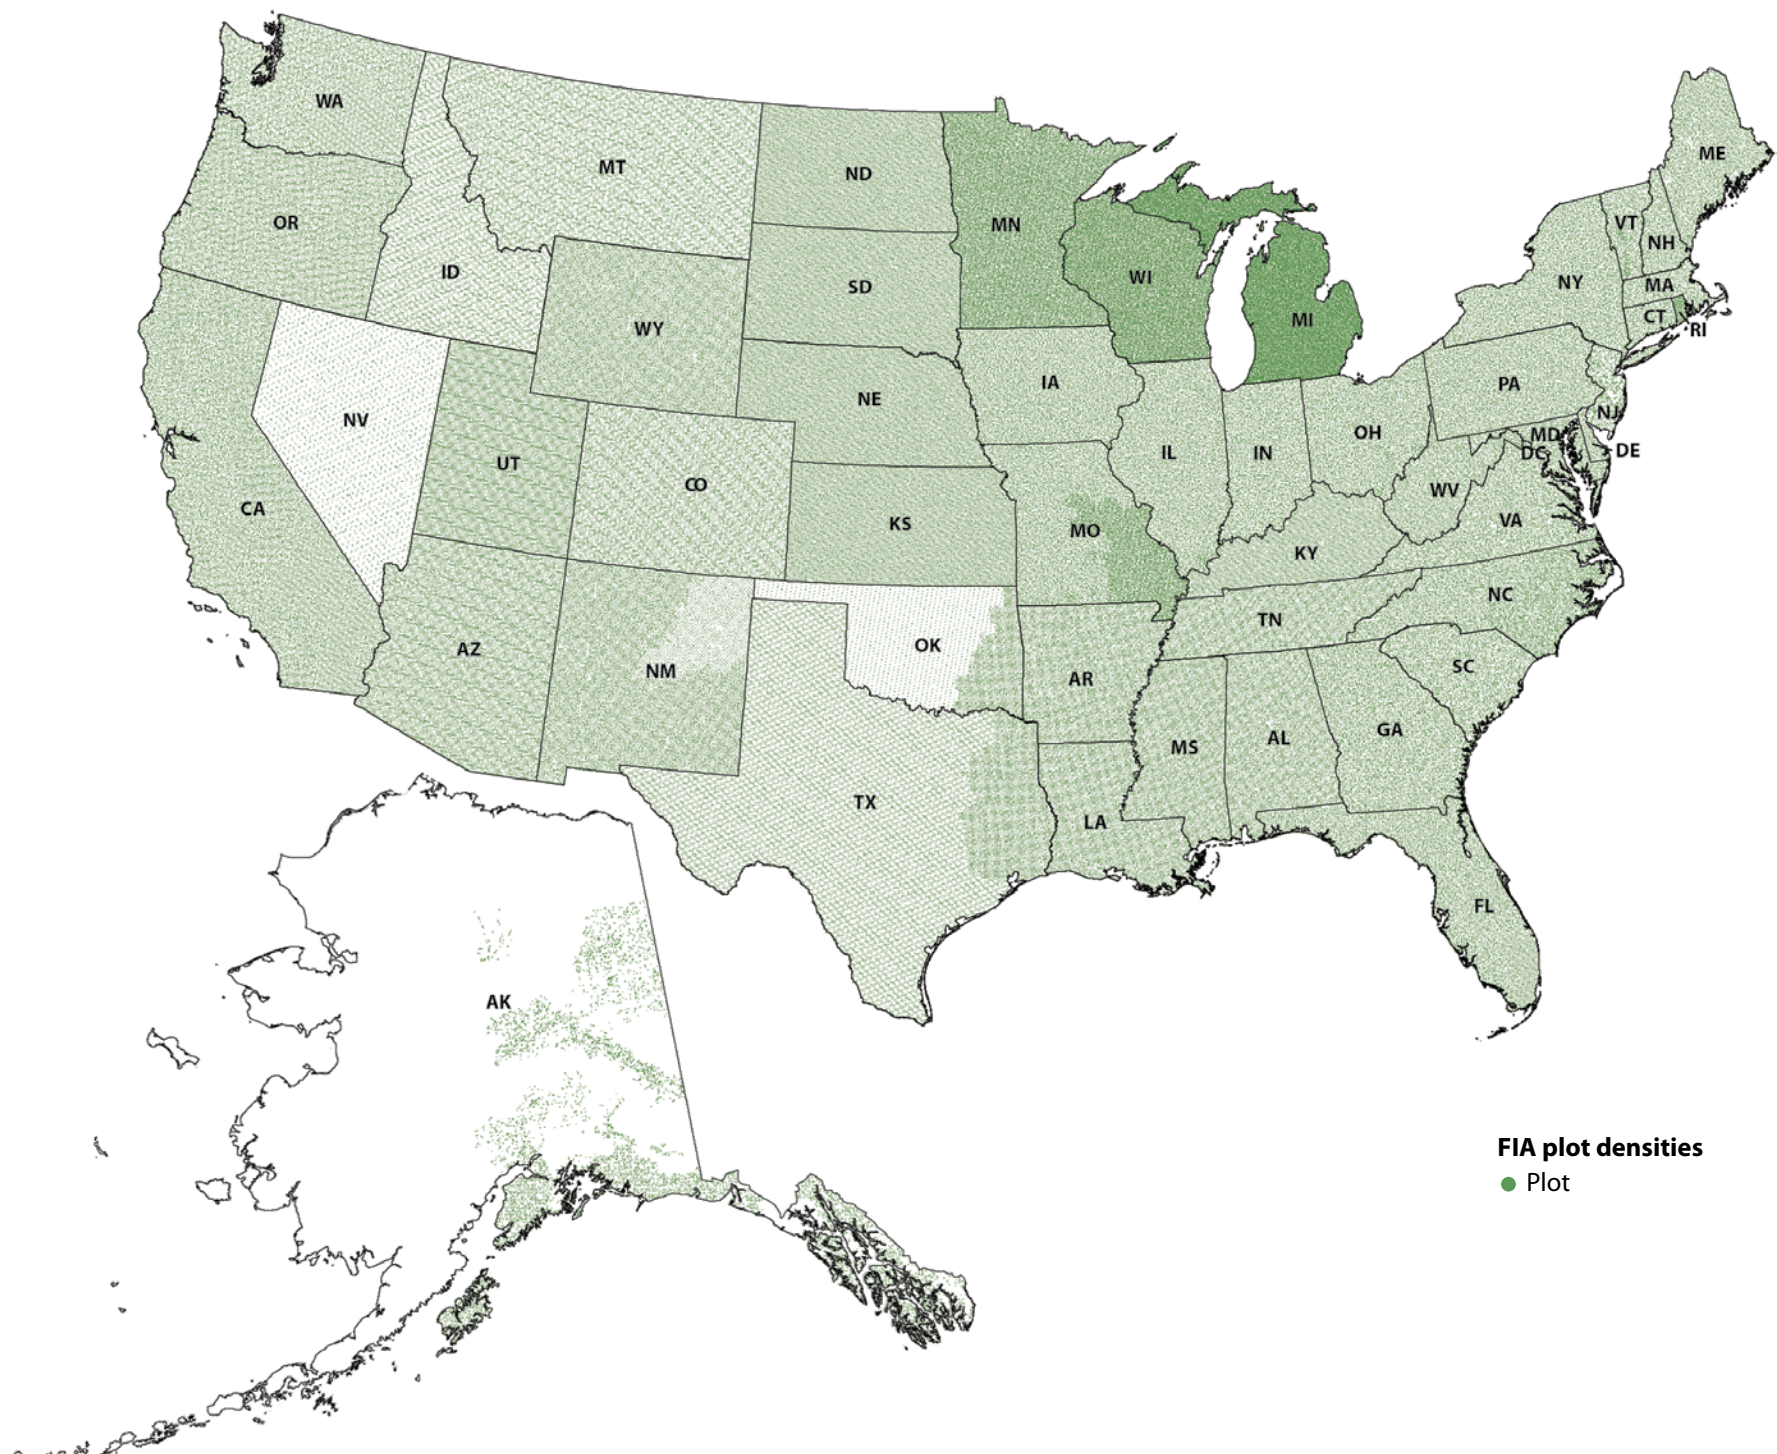 WA
MT
ND
ME
OR
MN
VT
NH
ID
SD
WI
NY
MA
MI
CT
RI
WY
IA
NE
PA
NV
NJ
OH
MD
UT
IL
IN
DC
DE
CO
WV
CA
KS
MO
VA
KY
NC
TN
OK
AZ
NM
AR
SC
GA
AL
MS
TX
LA
FL
AK
FIA plot densities
Plot